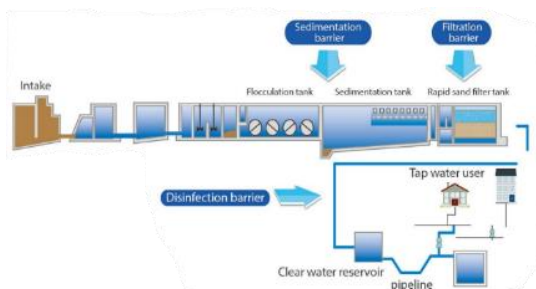 Sedimentation
barrier
Filtration
barrier
Intake
Flocculation tank
Sedimentation tank
Rapid sand filter tank
Tap water user
Disinfection barrier
Clear water reservoir
pipeline